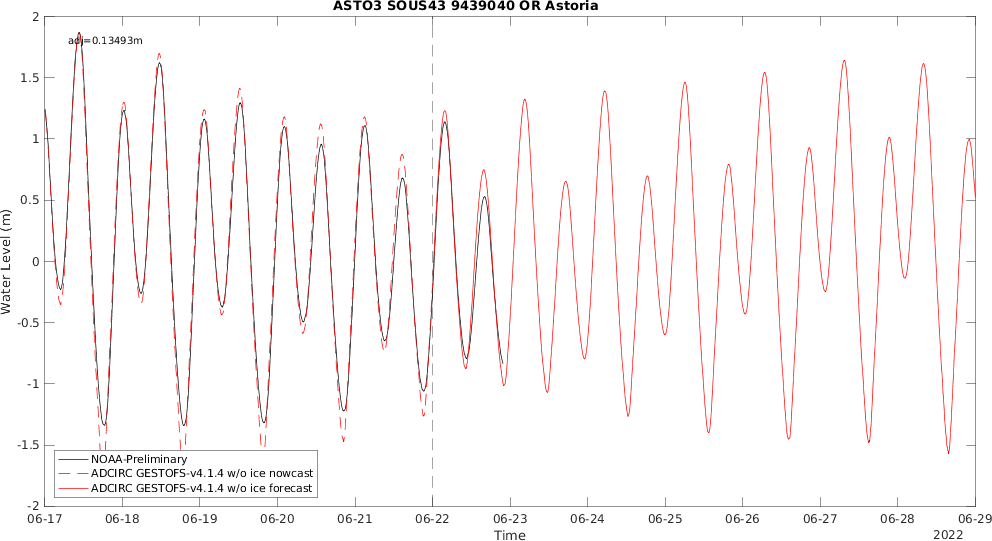 ASTO3 SOUS43 9439040 OR Astoria
adj=0.13493m
2
1.5
1
0.5
0
-0.5
-1
-1.5
-2
Water Level (m)
NOAA-Preliminary
ADCIRC GESTOFS-v4.1.4 w/o ice nowcast
ADCIRC GESTOFS-v4.1.4 w/o ice forecast
06-17 06-18 06-19 06-20 06-21 06-22 06-23 06-24 06-25 06-26 06-27 06-28 06-29
Time
2022